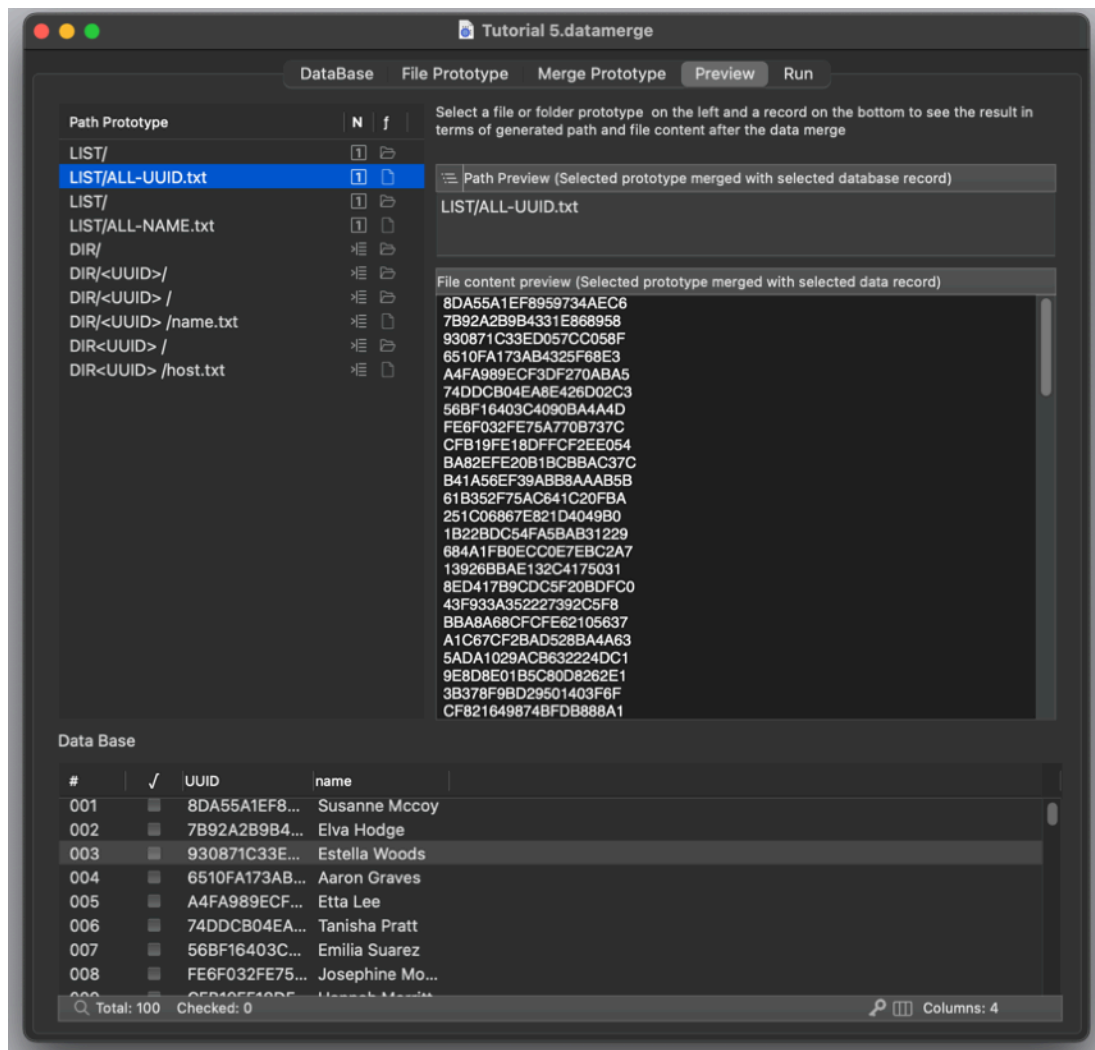 Tutorial 5.datamerge
DataBase File Prototype Merge Prototype Preview Run
Path Prototype N f
LIST/ 1
LIST/ALL-UUID.txt 1
LIST/ 1
LIST/ALL-NAME.txt 1
DIR/
DIR/<UUID>/
DIR/<UUID> /
DIR/<UUID> /name.txt
DIR<UUID> /
DIR<UUID> /host.txt
Select a file or folder prototype on the left and a record on the bottom to see the result in
terms of generated path and file content after the data merge
Path Preview (Selected prototype merged with selected database record)
LIST/ALL-UUID.txt
File content preview (Selected prototype merged with selected data record)
8DA55A1EF8959734AEC6
7B92A2B9B4331E868958
930871C33ED057CC058F
6510FA173AB4325F68E3
A4FA989ECF3DF270ABA5
74DDCB04EA8E426D02C3
56BF16403C4090BA4A4D
FE6F032FE75A770B737C
CFB19FE18DFFCF2EE054
BA82EFE20B1BCBBAC37C
B41A56EF39ABB8AAAB5B
61B352F75AC641C20FBA
251C06867E821D4049B0
1B22BDC54FA5BAB31229
684A1FB0ECC0E7EBC2A7
13926BBAE132C4175031
8ED417B9CDC5F20BDFC0
43F933A352227392C5F8
BBA8A68CFCFE62105637
A1C67CF2BAD528BA4A63
5ADA1029ACB632224DC1
9E8D8E01B5C80D8262E1
3B378F9BD29501403F6F
CF821649874BFDB888A1
Data Base
# √ UUID name
001 8DA55A1EF8... Susanne Mccoy
002 7B92A2B9B4... Elva Hodge
003 930871C33E... Estella Woods
004 6510FA173AB... Aaron Graves
005 A4FA989ECF... Etta Lee
006 74DDCB04EA... Tanisha Pratt
007 56BF16403C... Emilia Suarez
008 FE6F032FE75... Josephine Mo...
Total: 100 Checked: 0 Columns: 4